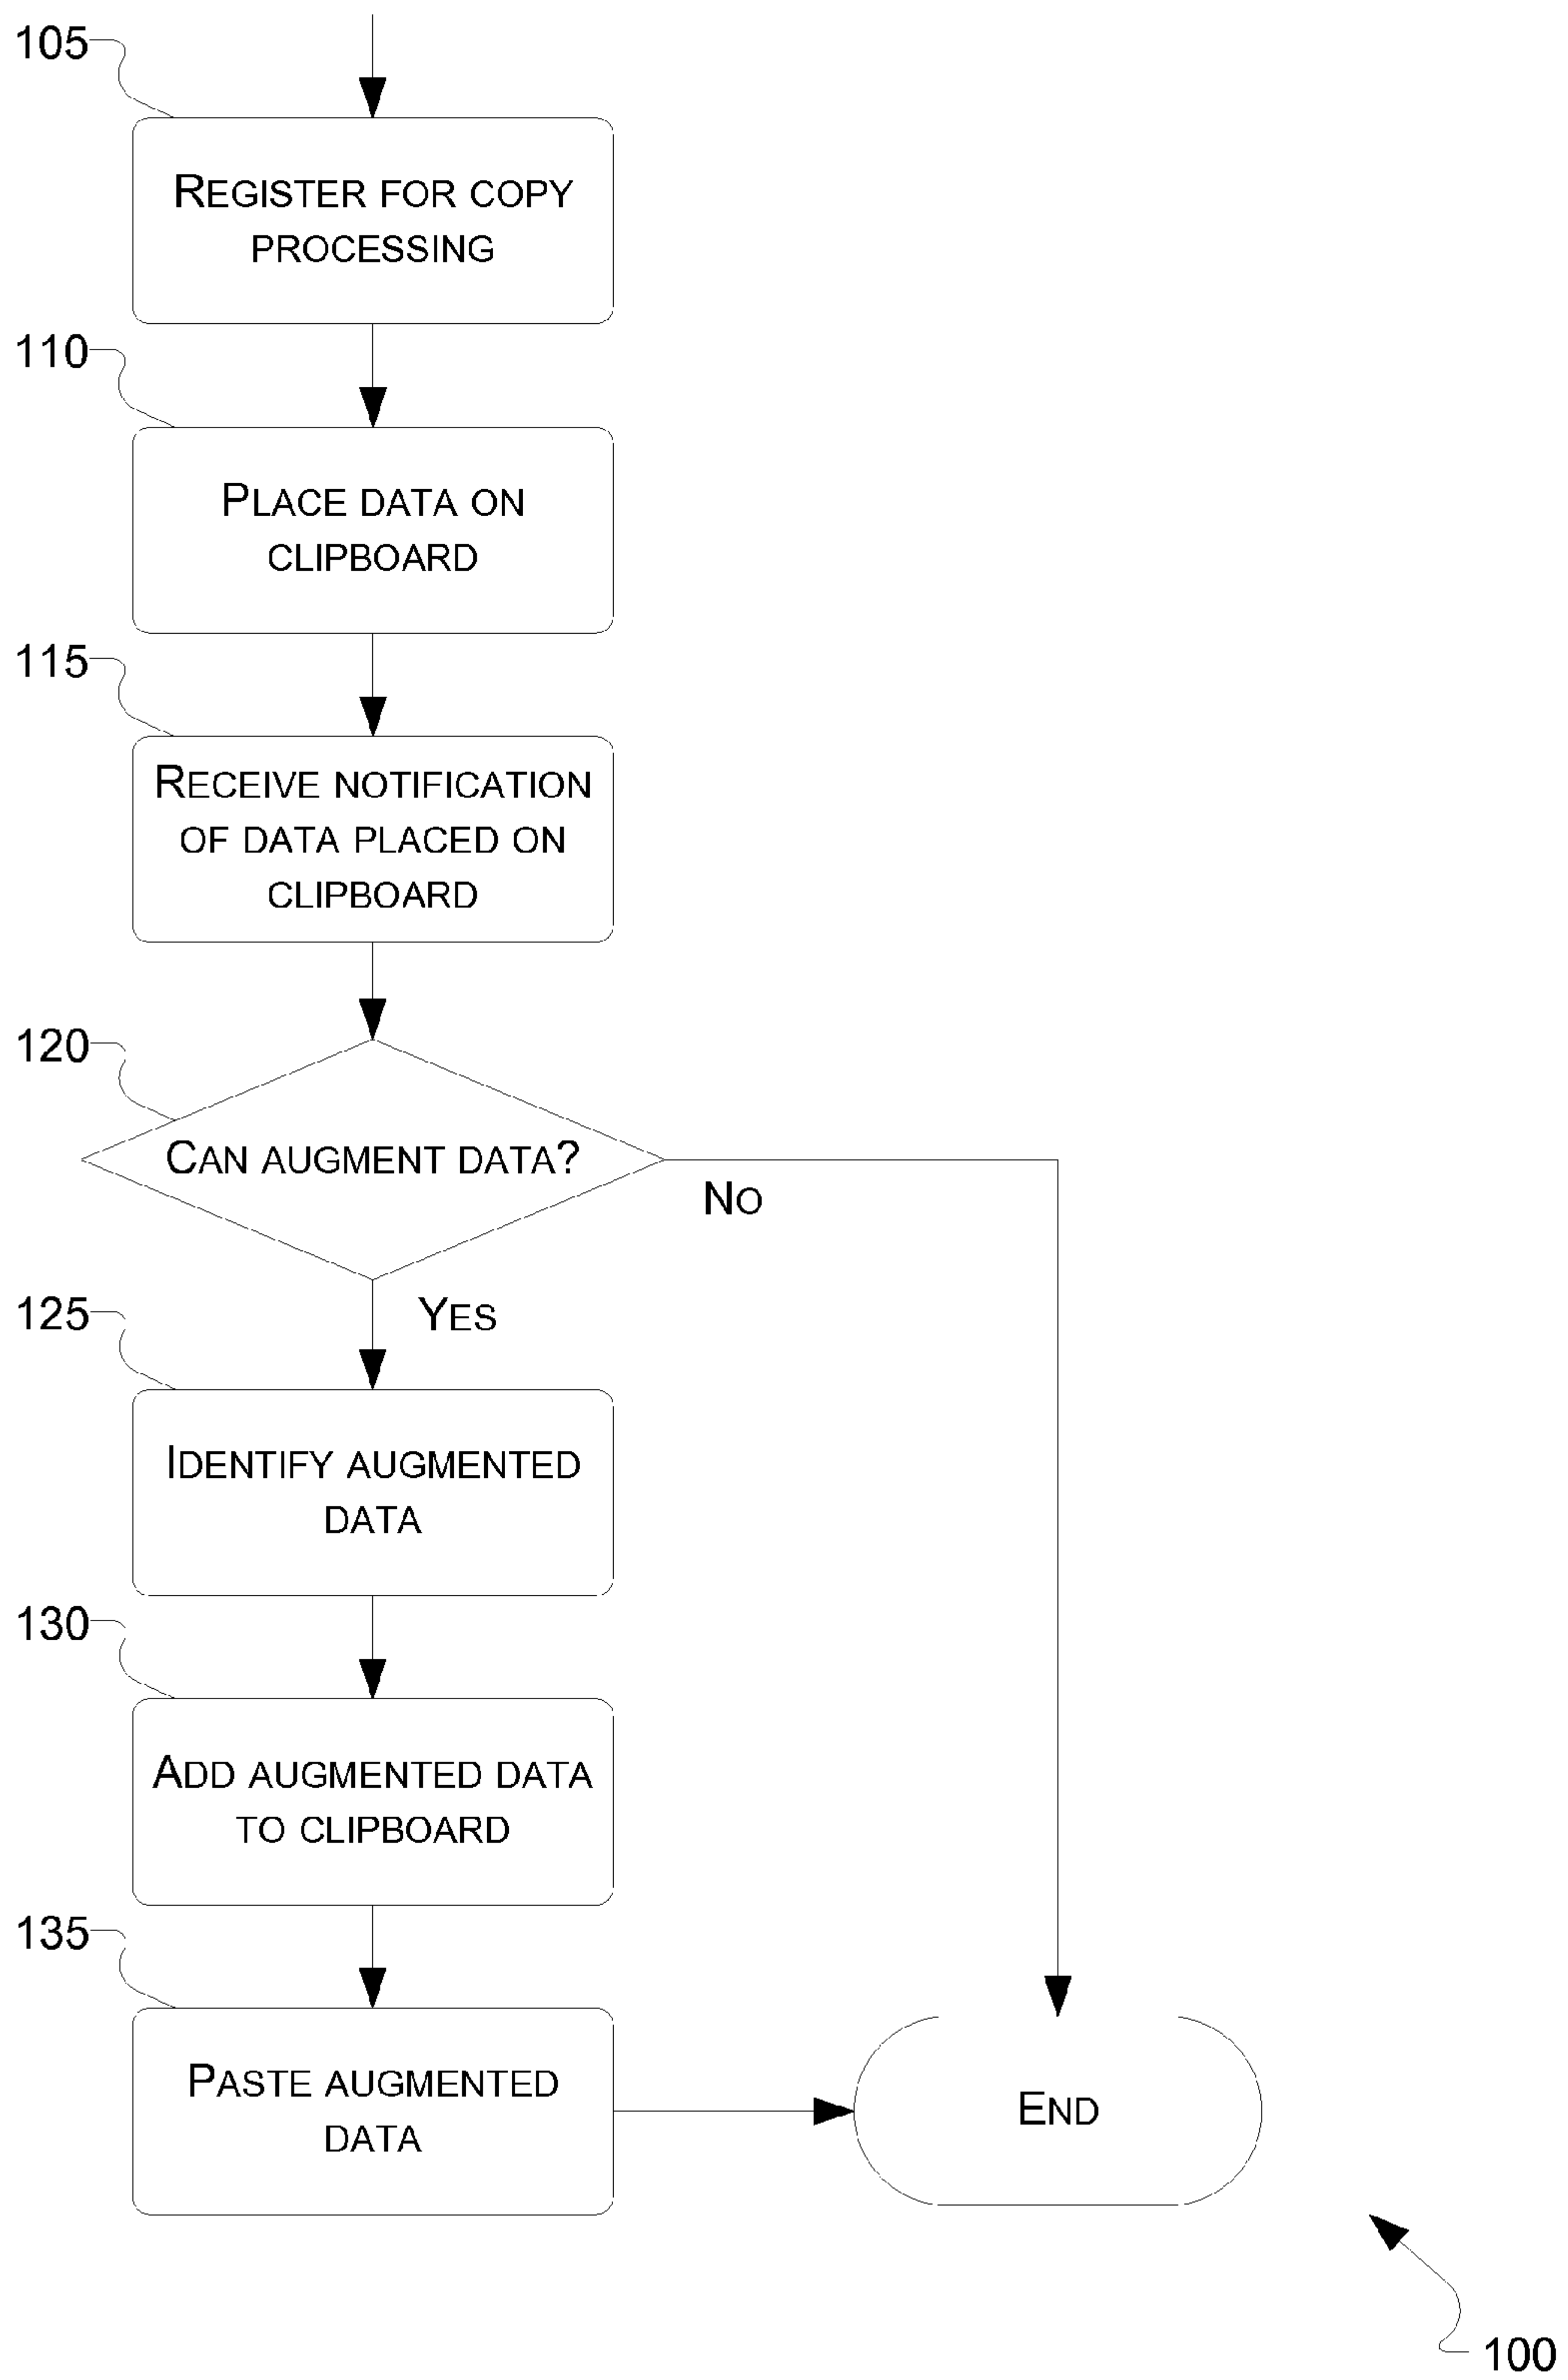 105
REGISTER FOR COPY
PROCESSING
110
PLACE DATA ON
CLIPBOARD
115
RECEIVE NOTIFICATION
OF DATA PLACED ON
CLIPBOARD
120
CAN AUGMENT DATA?
NO
YES
125
IDENTIFY AUGMENTED
DATA
130
ADD AUGMENTED DATA
TO CLIPBOARD
135
PASTE AUGMENTED
DATA
END
100